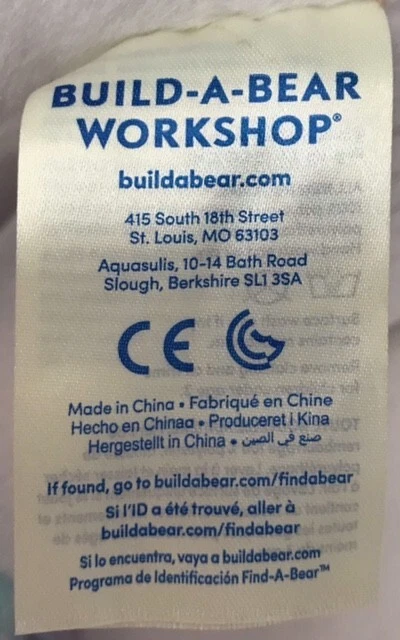 BUILD-A-BEAR
WORKSHOP®
buildabear.com
415 South 18th Street
St. Louis, MO 63103
Aquasulis, 10-14 Bath Road
Slough, Berkshire SL1 3SA
CE
Made in China • Fabriqué en Chine
Hecho en Chinaa • Produceret i Kina
Hergestellt in China • صنع في الصين
If found, go to buildabear.com/findabear
Si l'ID a été trouvé, aller à
buildabear.com/findabear
Si lo encuentra, vaya a buildabear.com
Programa de Identificación Find-A-Bear™